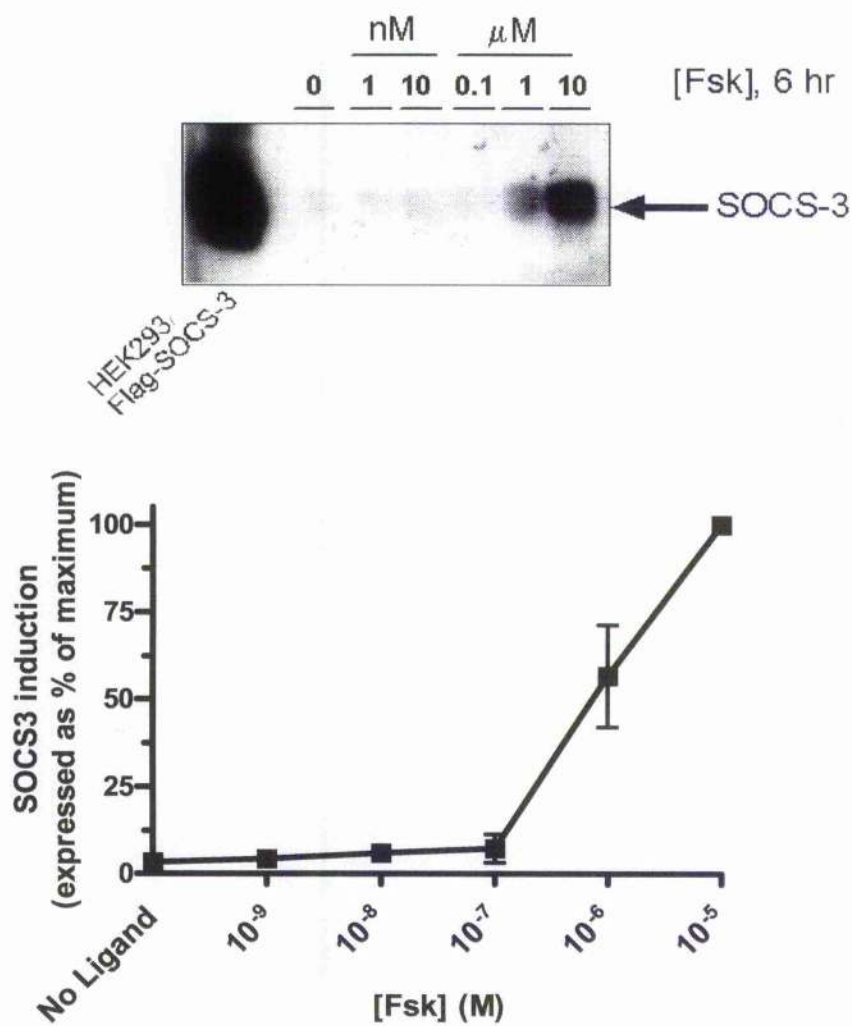 nM μM
0 1 10 0.1 1 10 [Fsk], 6 hr
SOCS-3
HEK293,
Flag-SOCS-3
SOCS3 induction
(expressed as % of maximum)
100
75
50
25
0
No Ligand 10-9 10-8 10-7 10-6 10-5
[Fsk] (M)